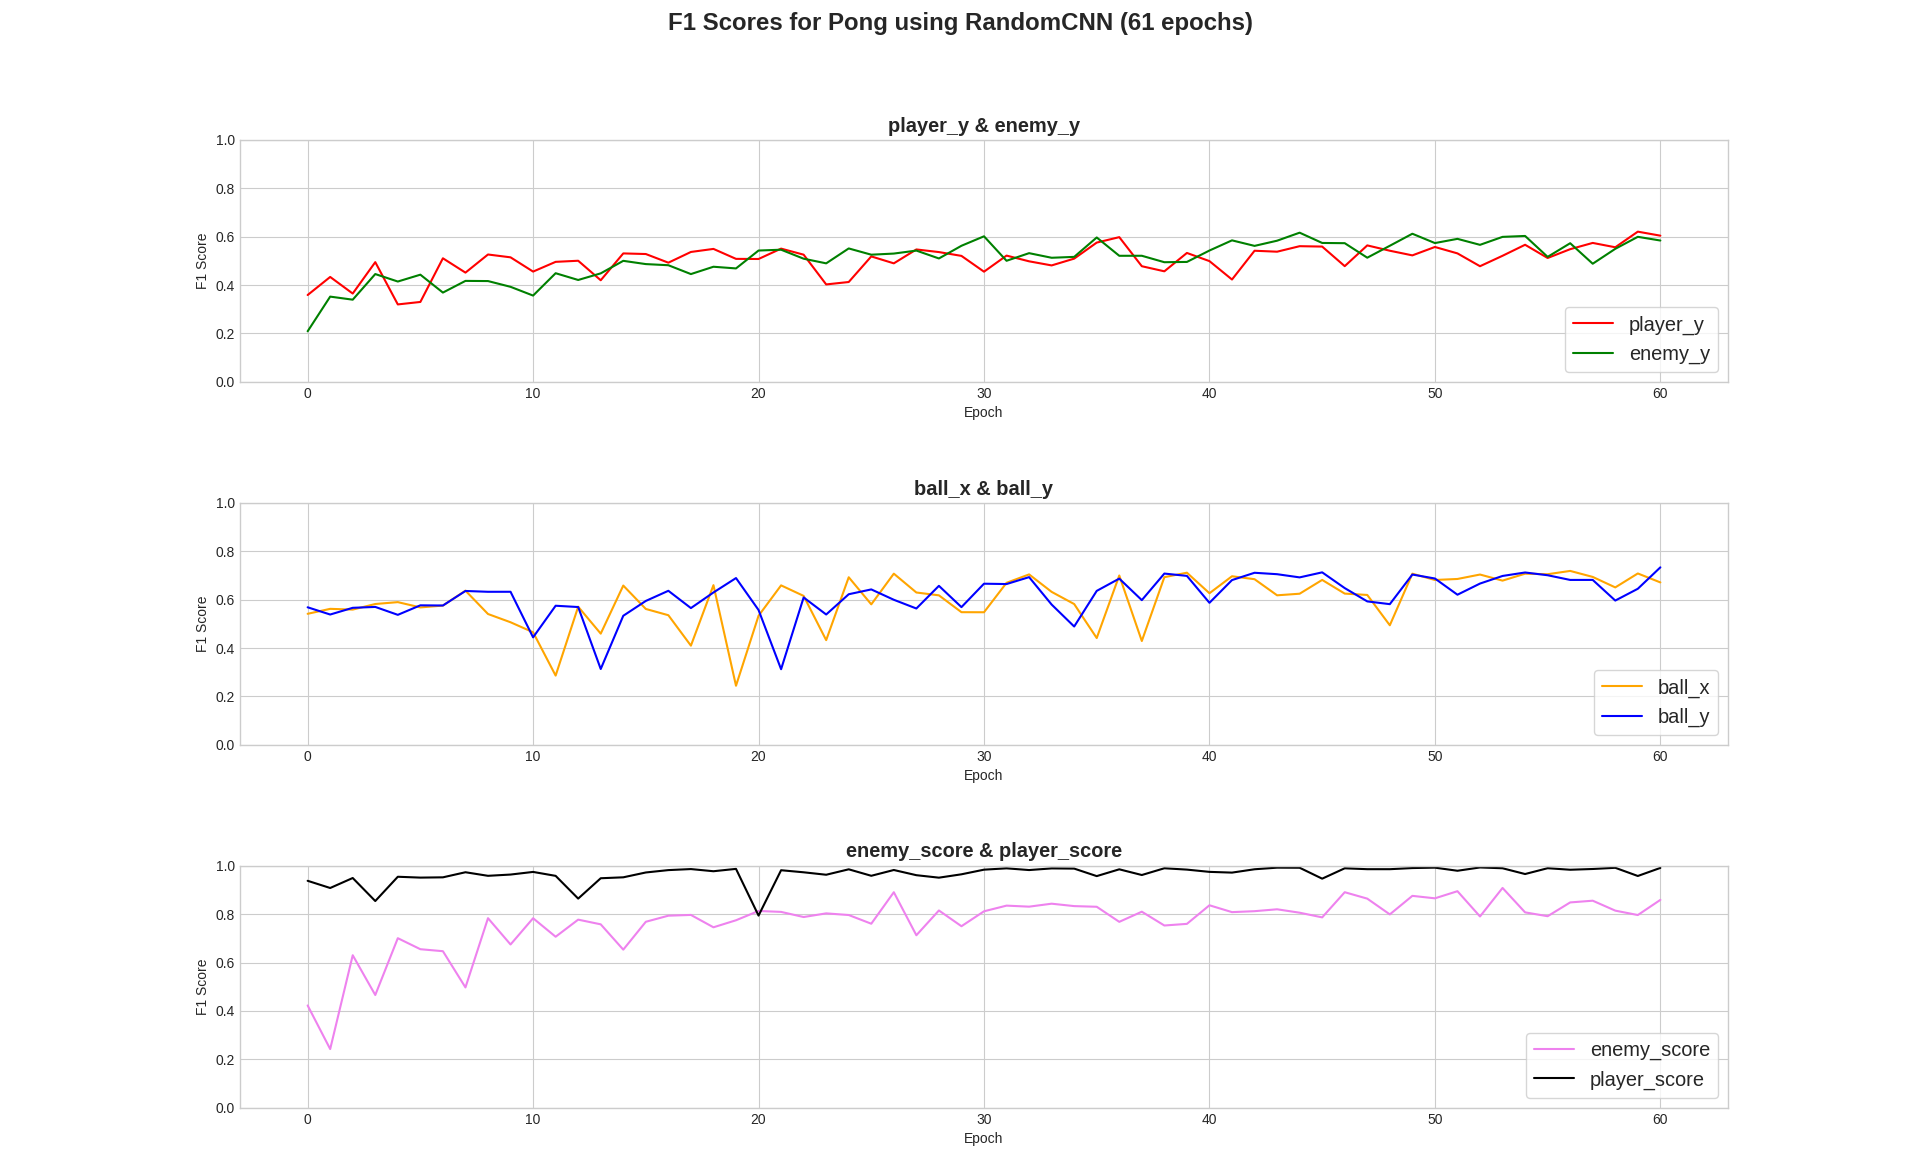 F1 Scores for Pong using RandomCNN (61 epochs)
player_y & enemy_y
1.0
0.8
0.6
0.4
0.2
0.0
F1 Score
0 10 20 30 40 50 60
Epoch
player_y
enemy_y
ball_x & ball_y
1.0
0.8
0.6
0.4
0.2
0.0
F1 Score
0 10 20 30 40 50 60
Epoch
ball_x
ball_y
enemy_score & player_score
1.0
0.8
0.6
0.4
0.2
0.0
F1 Score
0 10 20 30 40 50 60
Epoch
enemy_score
player_score